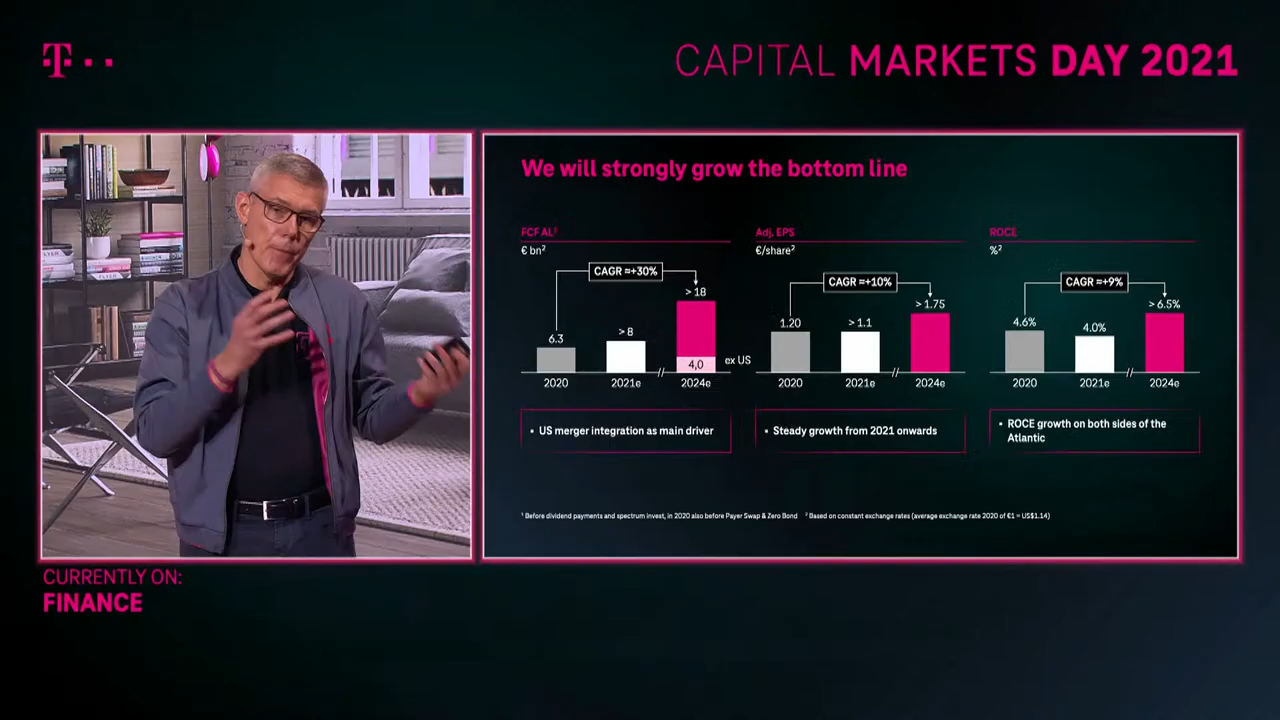 T
CAPITAL MARKETS DAY 2021
We will strongly grow the bottom line
FCF AL¹
€ bn²
CAGR ≈+30%
6.3
> 8
> 18
4,0
ex US
2020
2021e
2024e
▪ US merger integration as main driver
Adj. EPS
€/share²
CAGR ≈+10%
1.20
> 1.1
> 1.75
2020
2021e
2024e
▪ Steady growth from 2021 onwards
ROCE
%²
CAGR ≈+9%
4.6%
4.0%
> 6.5%
2020
2021e
2024e
▪ ROCE growth on both sides of the
Atlantic
¹ Before dividend payments and spectrum invest, in 2020 also before Payer Swap & Zero Bond ² Based on constant exchange rates (average exchange rate 2020 of €1 = US$1.14)
CURRENTLY ON:
FINANCE